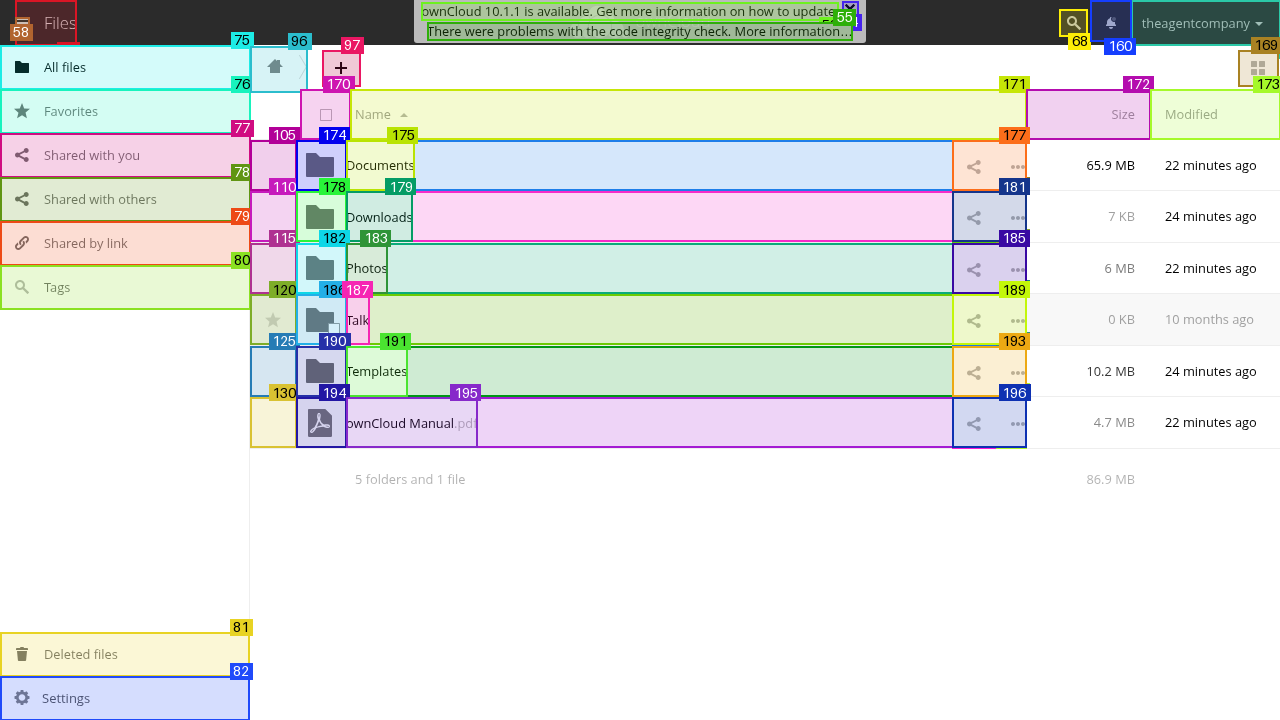 ownCloud 10.1.1 is available. Get more information on how to update
There were problems with the code integrity check. More information…
Files
theagentcompany
58
55
68
160
75
96
97
169
All files
76
170
171
172
173
Favorites
Name
Size
Modified
77
105
174
175
177
Shared with you
Documents
65.9 MB
22 minutes ago
78
110
178
179
181
Shared with others
Downloads
7 KB
24 minutes ago
79
115
182
183
185
Shared by link
Photos
6 MB
22 minutes ago
80
120
186
187
189
Tags
Talk
0 KB
10 months ago
125
190
191
193
Templates
10.2 MB
24 minutes ago
130
194
195
196
ownCloud Manual.pdf
4.7 MB
22 minutes ago
5 folders and 1 file
86.9 MB
81
Deleted files
82
Settings